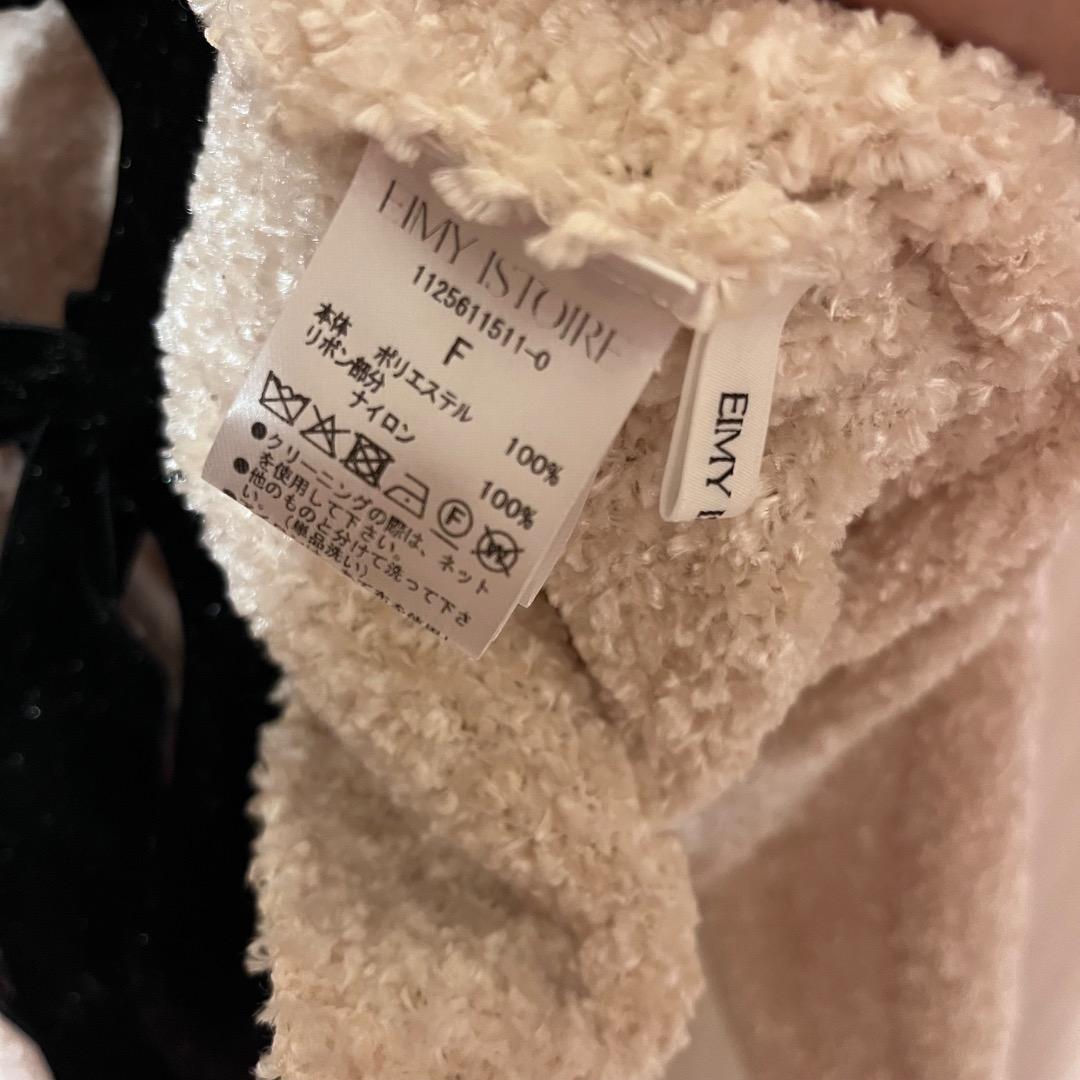 EIMY ISTOIRE
1125611511-0
F
本体
ポリエステル 100%
リボン部分
ナイロン 100%
F
W
●クリーニングの際は、ネット
を使用して下さい。
●他のものと分けて洗って下さ
い。(単品洗い)
EIMY